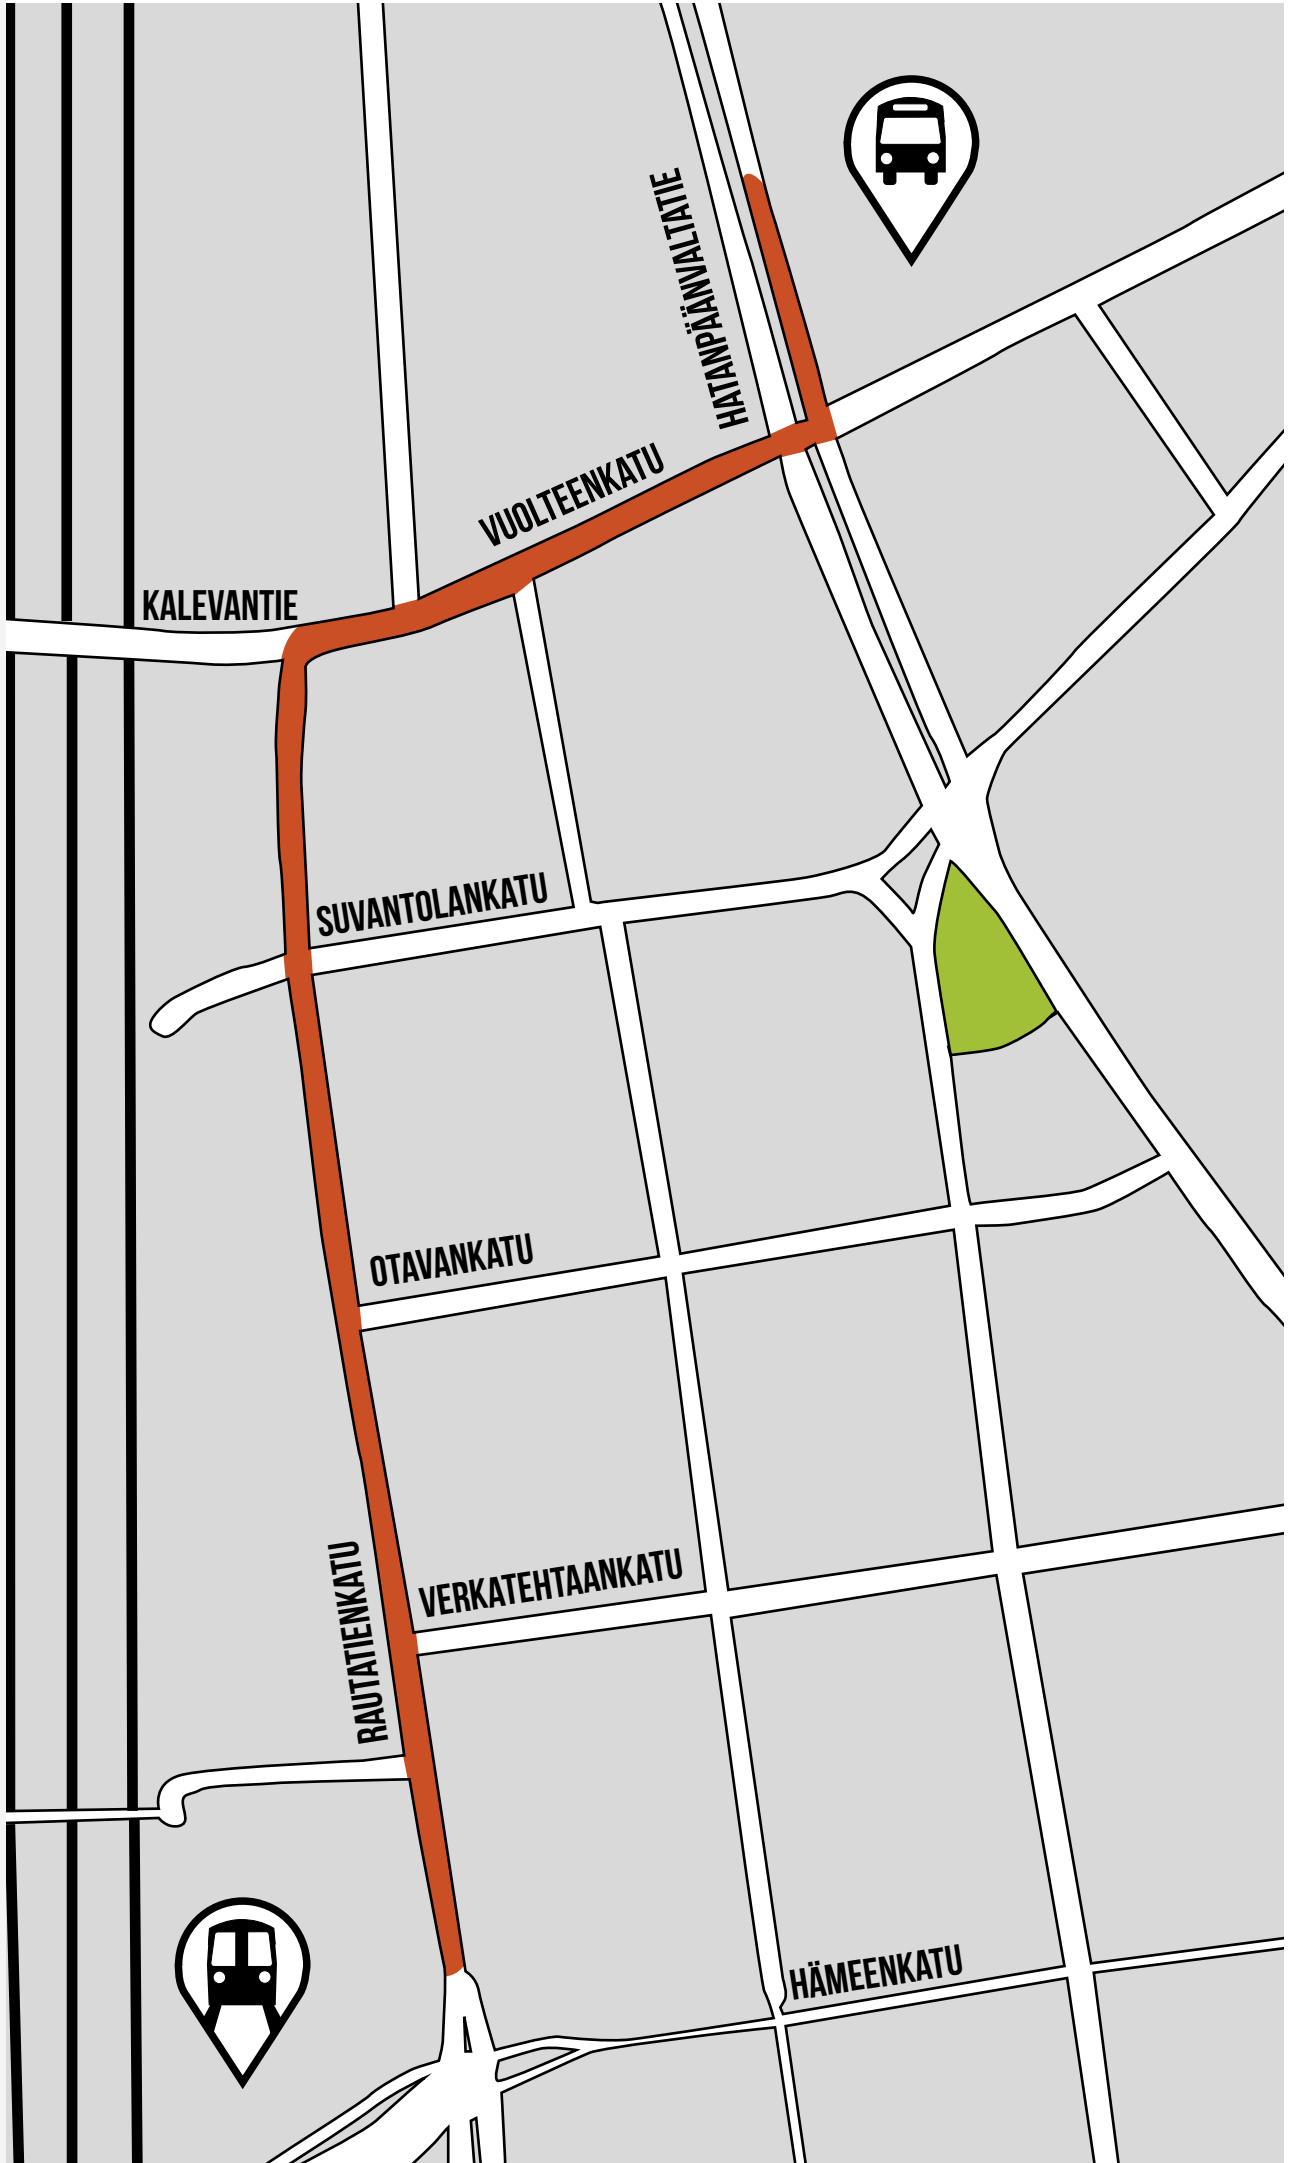 HATANPÄÄNVALTATIE
VUOLTEENKATU
KALEVANTIE
SUVANTOLANKATU
OTAVANKATU
RAUTATIENKATU
VERKATEHTAANKATU
HÄMEENKATU